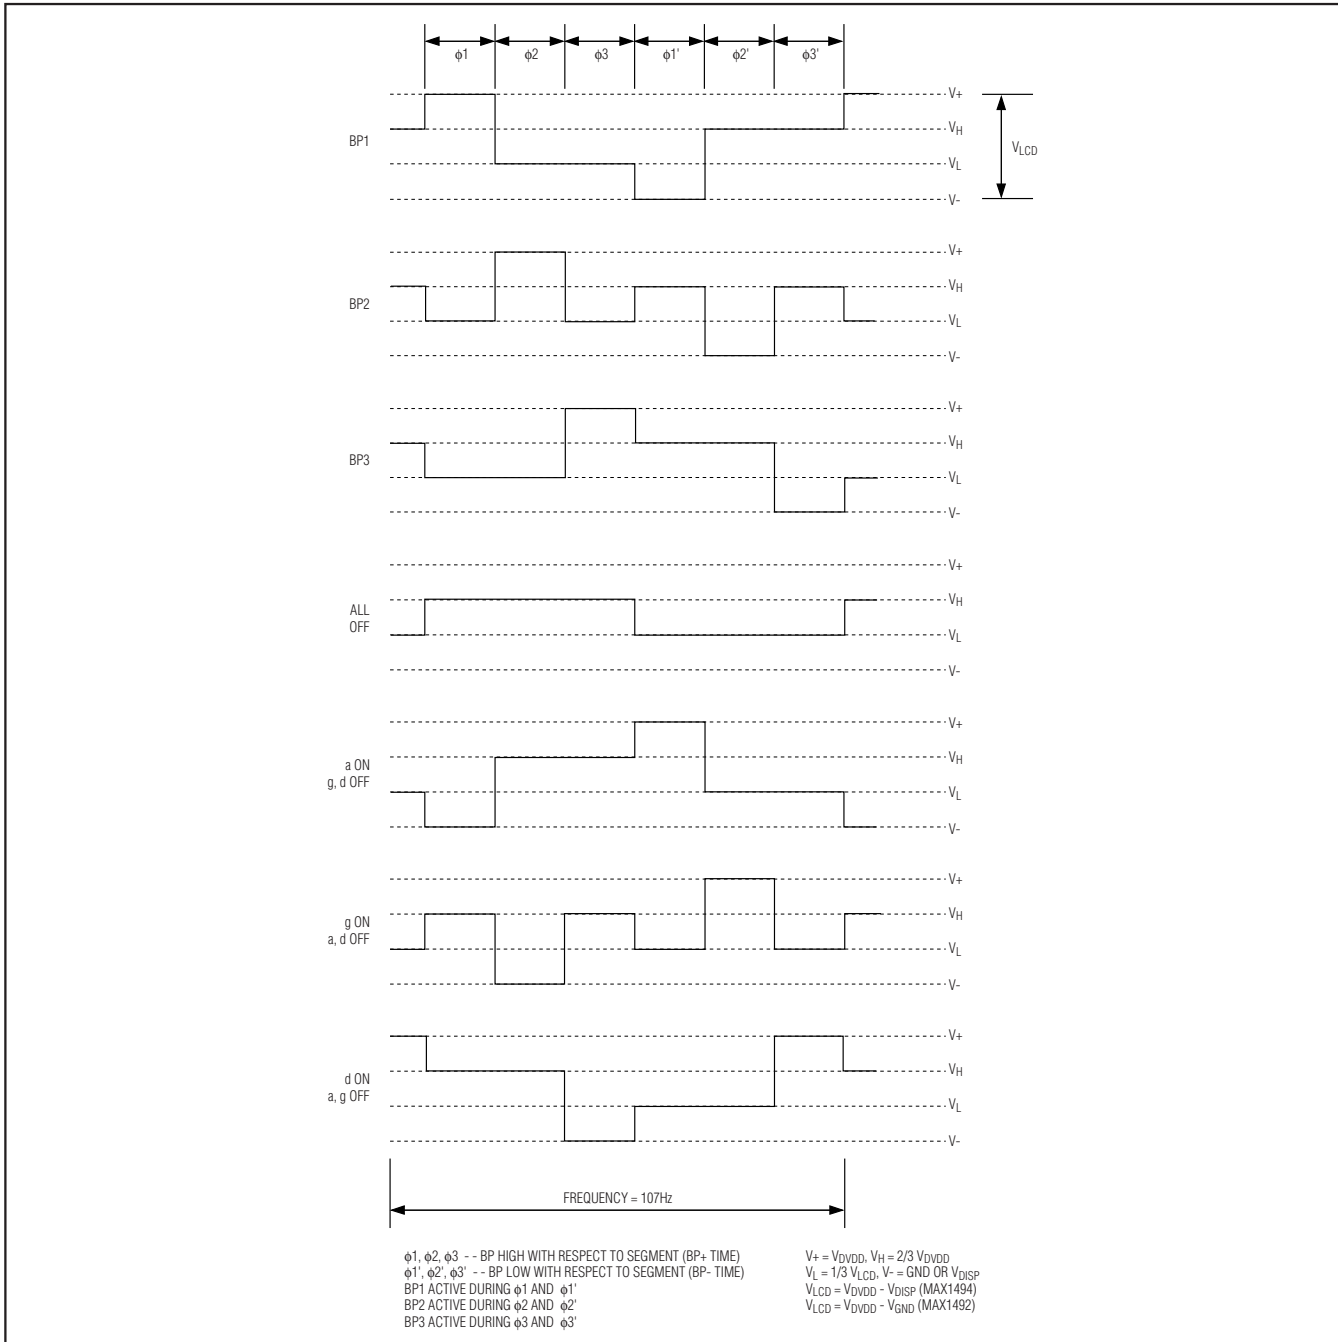 ϕ1 ϕ2 ϕ3 ϕ1' ϕ2' ϕ3'
V+
BP1
VH
VL
V-
VLCD
V+
BP2
VH
VL
V-
V+
BP3
VH
VL
V-
V+
ALL
OFF
VH
VL
V-
V+
a ON
g, d OFF
VH
VL
V-
V+
g ON
a, d OFF
VH
VL
V-
V+
d ON
a, g OFF
VH
VL
V-
FREQUENCY = 107Hz
ϕ1, ϕ2, ϕ3 - - BP HIGH WITH RESPECT TO SEGMENT (BP+ TIME)
ϕ1', ϕ2', ϕ3' - - BP LOW WITH RESPECT TO SEGMENT (BP- TIME)
BP1 ACTIVE DURING ϕ1 AND ϕ1'
BP2 ACTIVE DURING ϕ2 AND ϕ2'
BP3 ACTIVE DURING ϕ3 AND ϕ3'
V+ = VDVDD, VH = 2/3 VDVDD
VL = 1/3 VLCD, V- = GND OR VDISP
VLCD = VDVDD - VDISP (MAX1494)
VLCD = VDVDD - VGND (MAX1492)